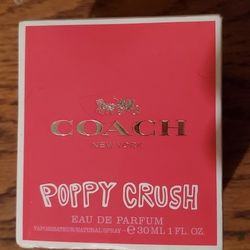 COACH
NEW YORK
POPPY CRUSH
EAU DE PARFUM
VAPORISATEUR/NATURAL SPRAY - ℮ 30 ML 1 FL. OZ.